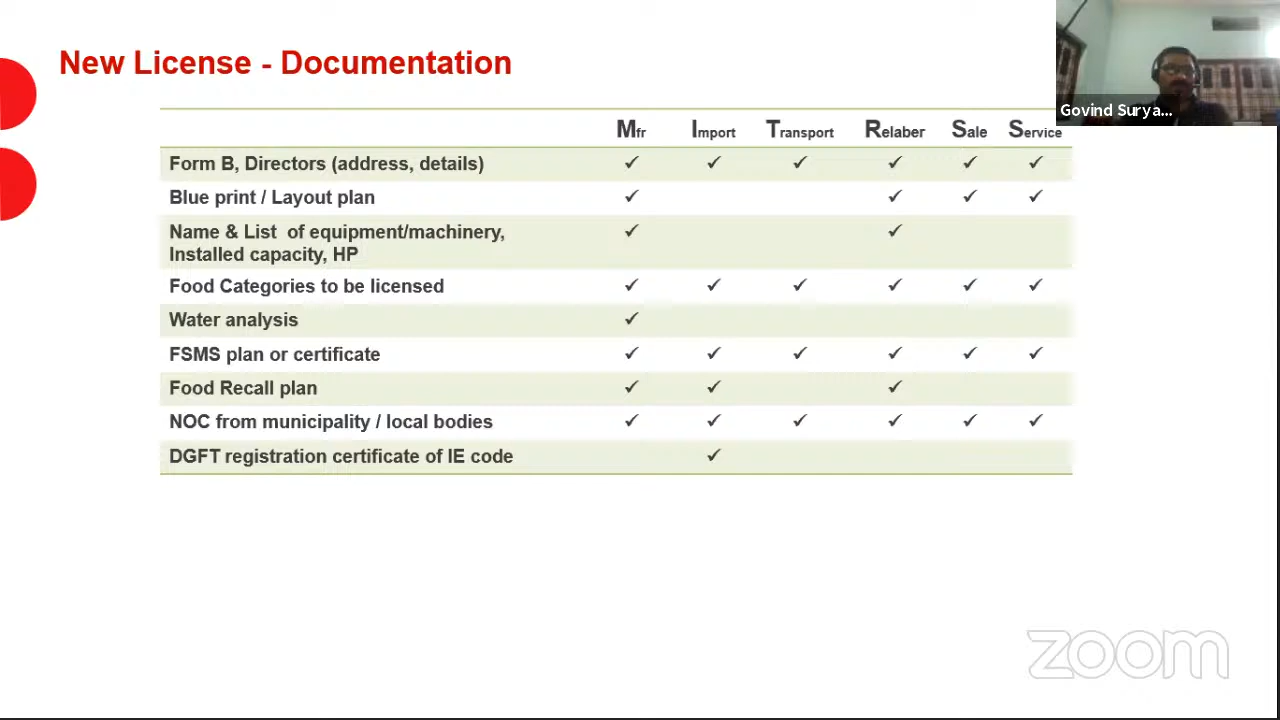 New License - Documentation
Govind Surya...
Mfr Import Transport Relaber Sale Service
Form B, Directors (address, details) ✓ ✓ ✓ ✓ ✓ ✓
Blue print / Layout plan ✓ ✓ ✓ ✓
Name & List of equipment/machinery, ✓ ✓
Installed capacity, HP
Food Categories to be licensed ✓ ✓ ✓ ✓ ✓ ✓
Water analysis ✓
FSMS plan or certificate ✓ ✓ ✓ ✓ ✓ ✓
Food Recall plan ✓ ✓ ✓
NOC from municipality / local bodies ✓ ✓ ✓ ✓ ✓ ✓
DGFT registration certificate of IE code ✓
zoom